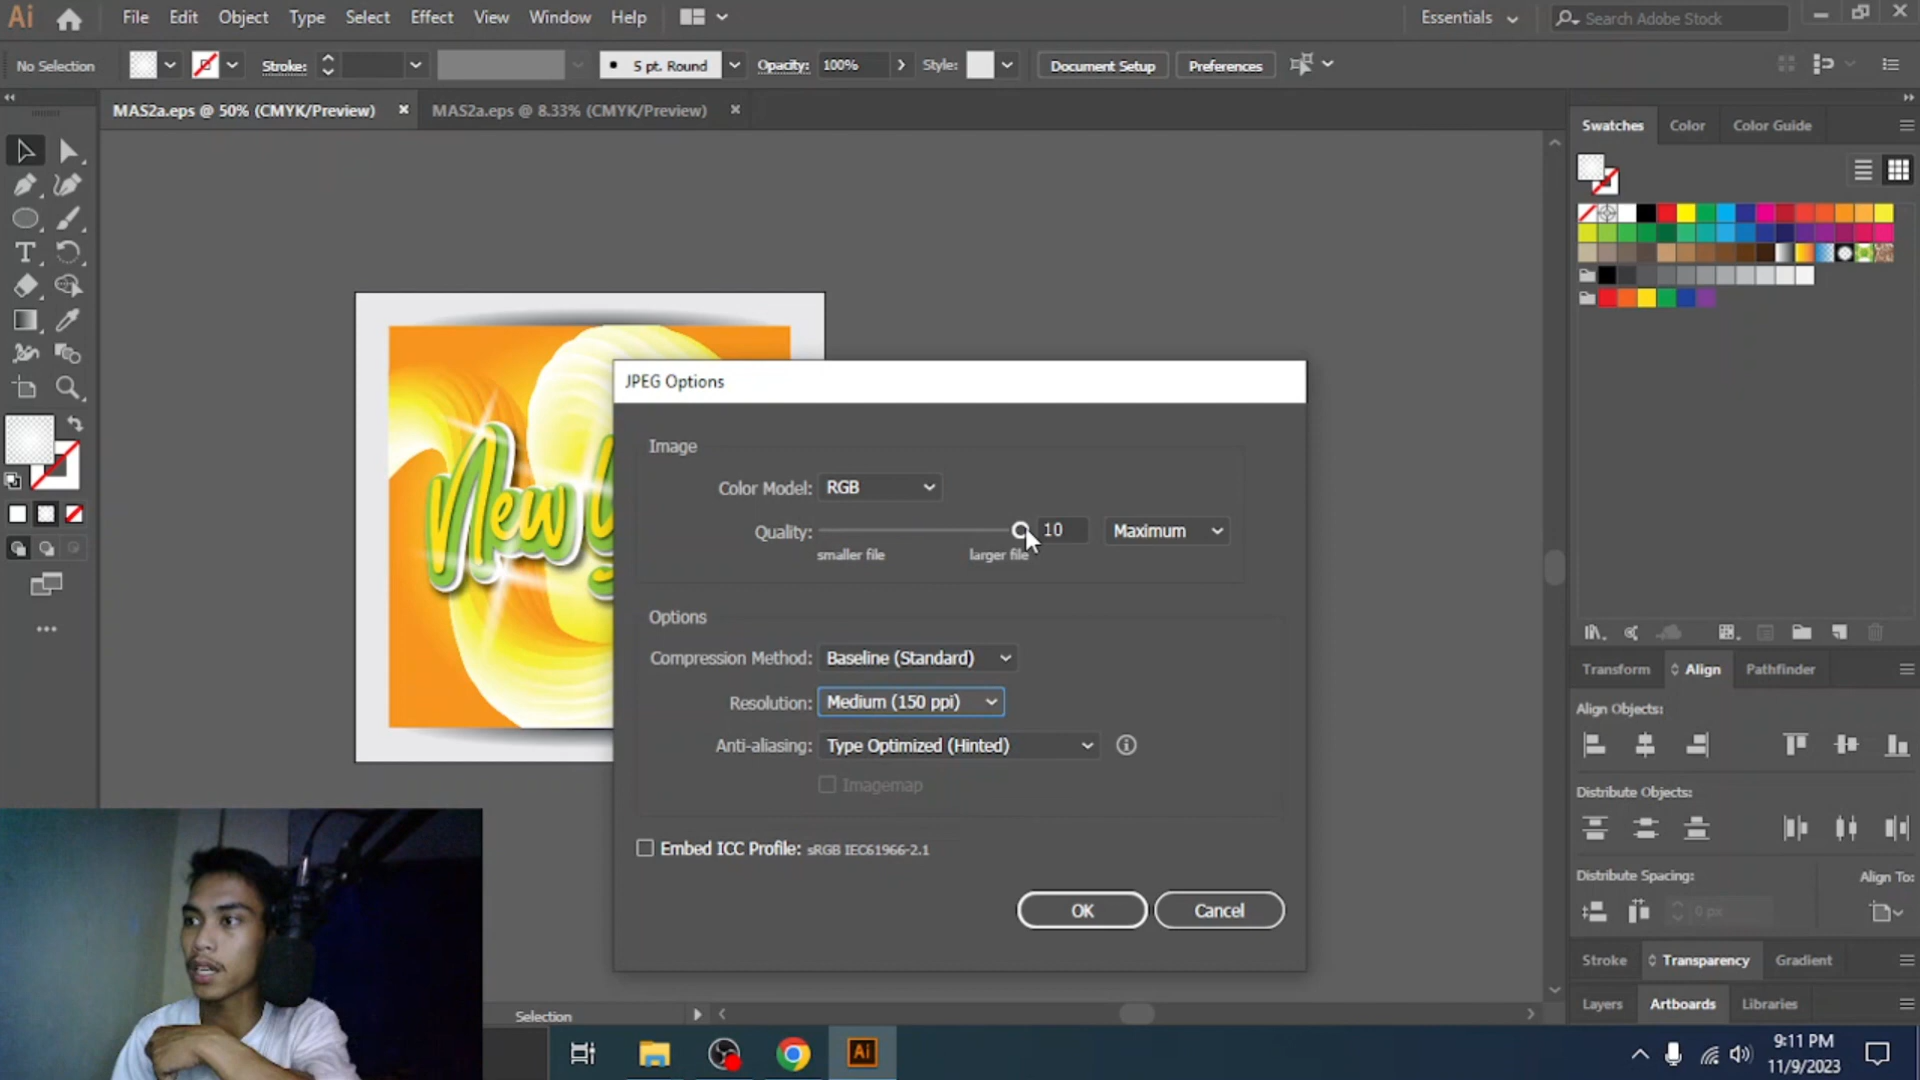 Ai File Edit Object Type Select Effect View Window Help Essentials Search Adobe Stock
No Selection Stroke: 5 pt. Round Opacity: 100% Style: Document Setup Preferences
MAS2a.eps @ 50% (CMYK/Preview) × MAS2a.eps @ 8.33% (CMYK/Preview) ×
Swatches Color Color Guide
New
JPEG Options
Image
Color Model: RGB
Quality: 10 Maximum
smaller file larger file
Options
Compression Method: Baseline (Standard)
Resolution: Medium (150 ppi)
Anti-aliasing: Type Optimized (Hinted)
Imagemap
Embed ICC Profile: sRGB IEC61966-2.1
OK Cancel
Transform Align Pathfinder
Align Objects:
Distribute Objects:
Distribute Spacing: Align To:
0 px
Stroke Transparency Gradient
Layers Artboards Libraries
Selection
Ai
9:11 PM
11/9/2023